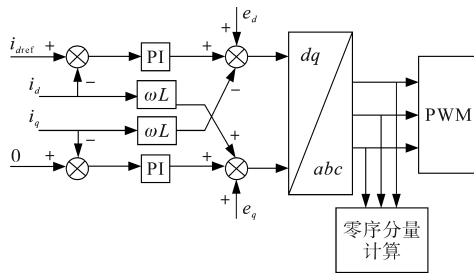 e_d
i_dref + + + PI + −
i_d − ωL
dq
PWM
i_q − ωL
+
0 + PI + +
abc
e_q
零序分量
计算